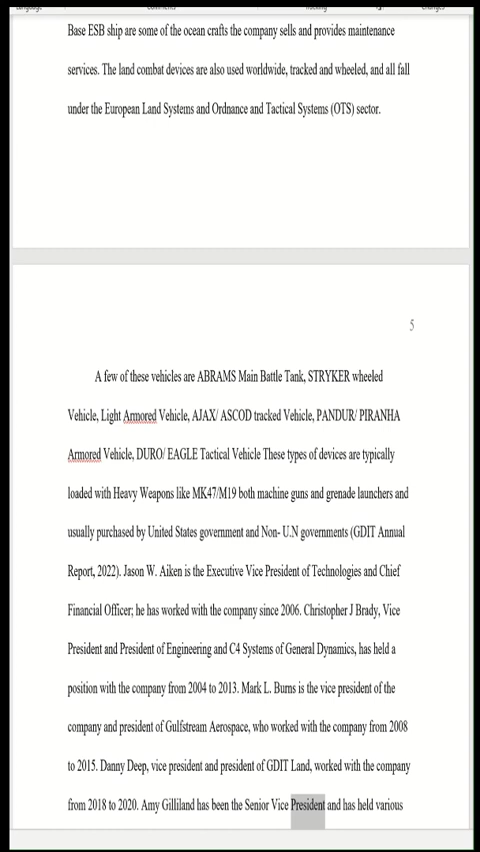 Language
Comments
Tracking
Changes
Base ESB ship are some of the ocean crafts the company sells and provides maintenance
services. The land combat devices are also used worldwide, tracked and wheeled, and all fall
under the European Land Systems and Ordnance and Tactical Systems (OTS) sector.
5
A few of these vehicles are ABRAMS Main Battle Tank, STRYKER wheeled
Vehicle, Light Armored Vehicle, AJAX/ ASCOD tracked Vehicle, PANDUR/ PIRANHA
Armored Vehicle, DURO/ EAGLE Tactical Vehicle These types of devices are typically
loaded with Heavy Weapons like MK47/M19 both machine guns and grenade launchers and
usually purchased by United States government and Non- U.N governments (GDIT Annual
Report, 2022). Jason W. Aiken is the Executive Vice President of Technologies and Chief
Financial Officer; he has worked with the company since 2006. Christopher J Brady, Vice
President and President of Engineering and C4 Systems of General Dynamics, has held a
position with the company from 2004 to 2013. Mark L. Burns is the vice president of the
company and president of Gulfstream Aerospace, who worked with the company from 2008
to 2015. Danny Deep, vice president and president of GDIT Land, worked with the company
from 2018 to 2020. Amy Gilliland has been the Senior Vice President and has held various